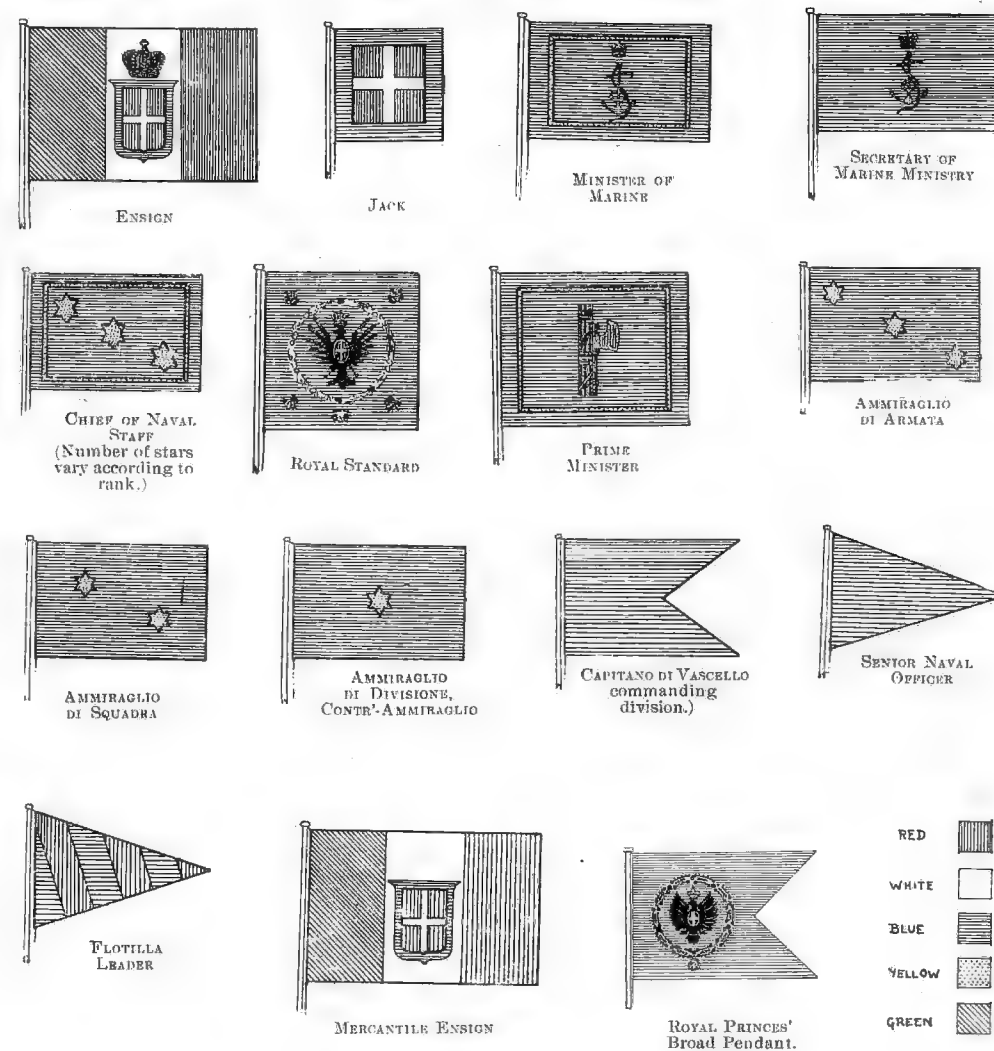 ENSIGN
JACK
MINISTER OF
MARINE
SECRETARY OF
MARINE MINISTRY
CHIEF OF NAVAL
STAFF
(Number of stars
vary according to
rank.)
ROYAL STANDARD
PRIME
MINISTER
AMMIRAGLIO
DI ARMATA
AMMIRAGLIO
DI SQUADRA
AMMIRAGLIO
DI DIVISIONE,
CONTR'-AMMIRAGLIO
CAPITANO DI VASCELLO
commanding
division.)
SENIOR NAVAL
OFFICER
FLOTILLA
LEADER
MERCANTILE ENSIGN
ROYAL PRINCES'
Broad Pendant.
RED
WHITE
BLUE
YELLOW
GREEN